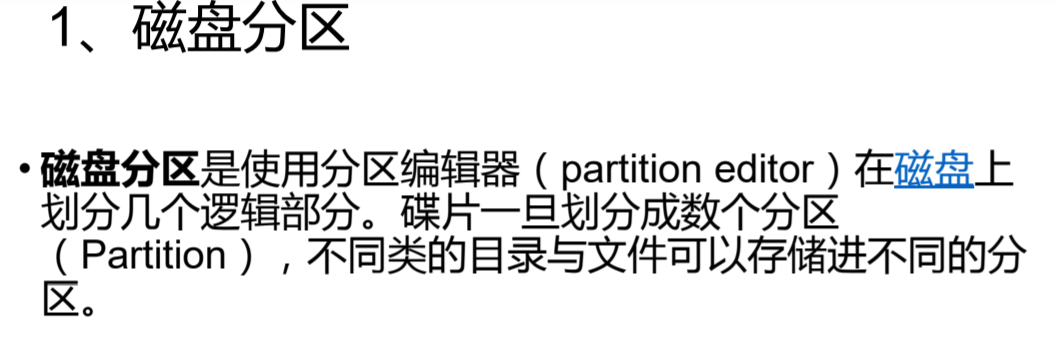 1、磁盘分区
•磁盘分区是使用分区编辑器（partition editor）在磁盘上
划分几个逻辑部分。碟片一旦划分成数个分区
（Partition），不同类的目录与文件可以存储进不同的分
区。